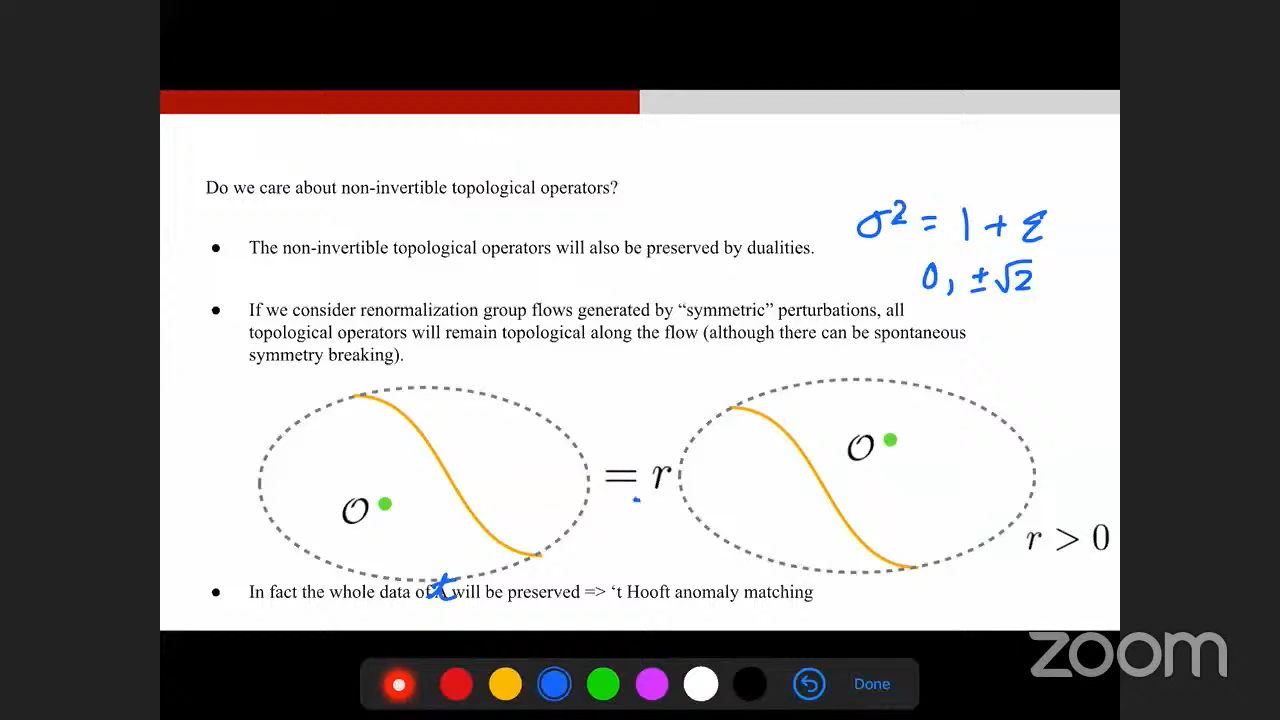 Do we care about non-invertible topological operators?
σ² = 1 + ε
● The non-invertible topological operators will also be preserved by dualities.
0, ±√2
● If we consider renormalization group flows generated by “symmetric” perturbations, all
topological operators will remain topological along the flow (although there can be spontaneous
symmetry breaking).
𝒪
= r
𝒪
r > 0
t
● In fact the whole data of will be preserved => ‘t Hooft anomaly matching
zoom
Done